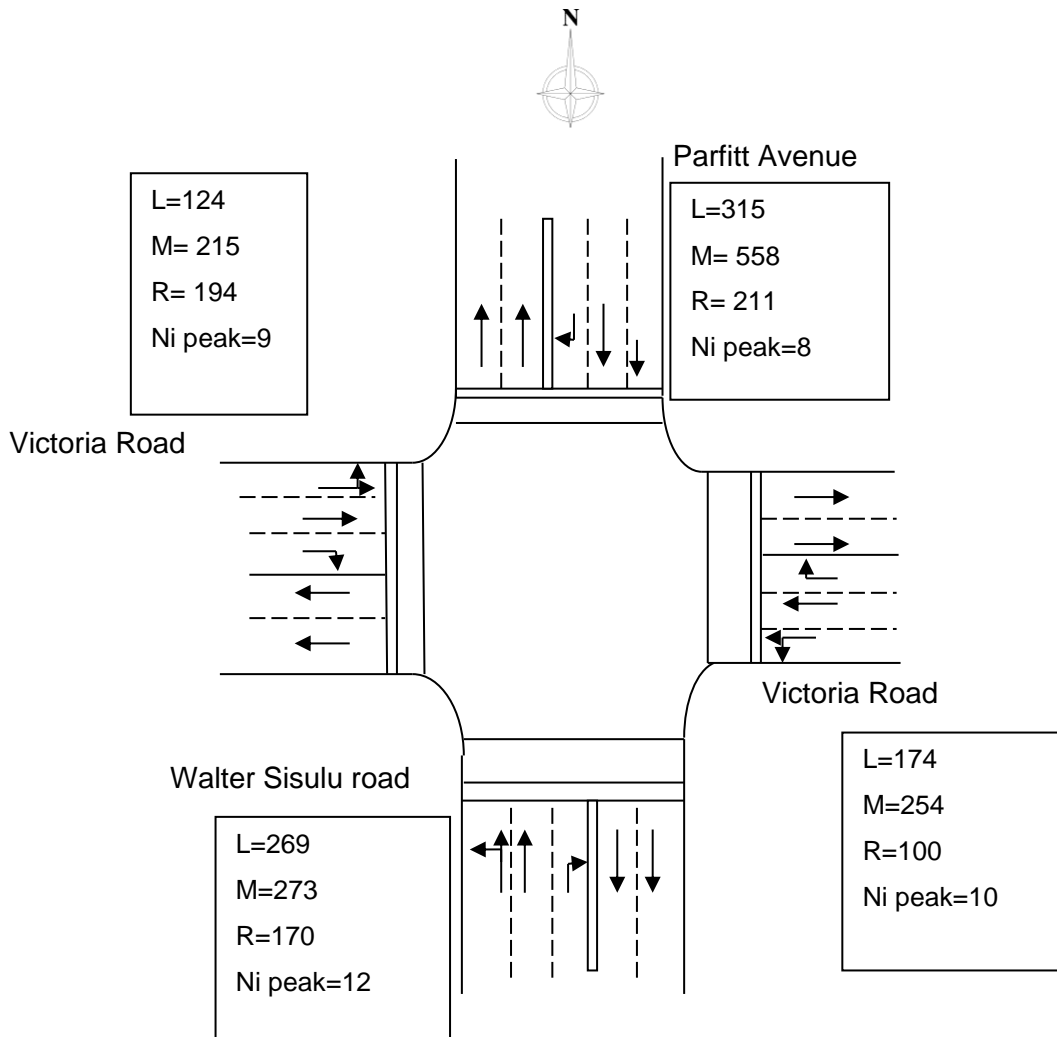 N
Parfitt Avenue
L=124
M= 215
R= 194
Ni peak=9
L=315
M= 558
R= 211
Ni peak=8
Victoria Road
Victoria Road
Walter Sisulu road
L=269
M=273
R=170
Ni peak=12
L=174
M=254
R=100
Ni peak=10